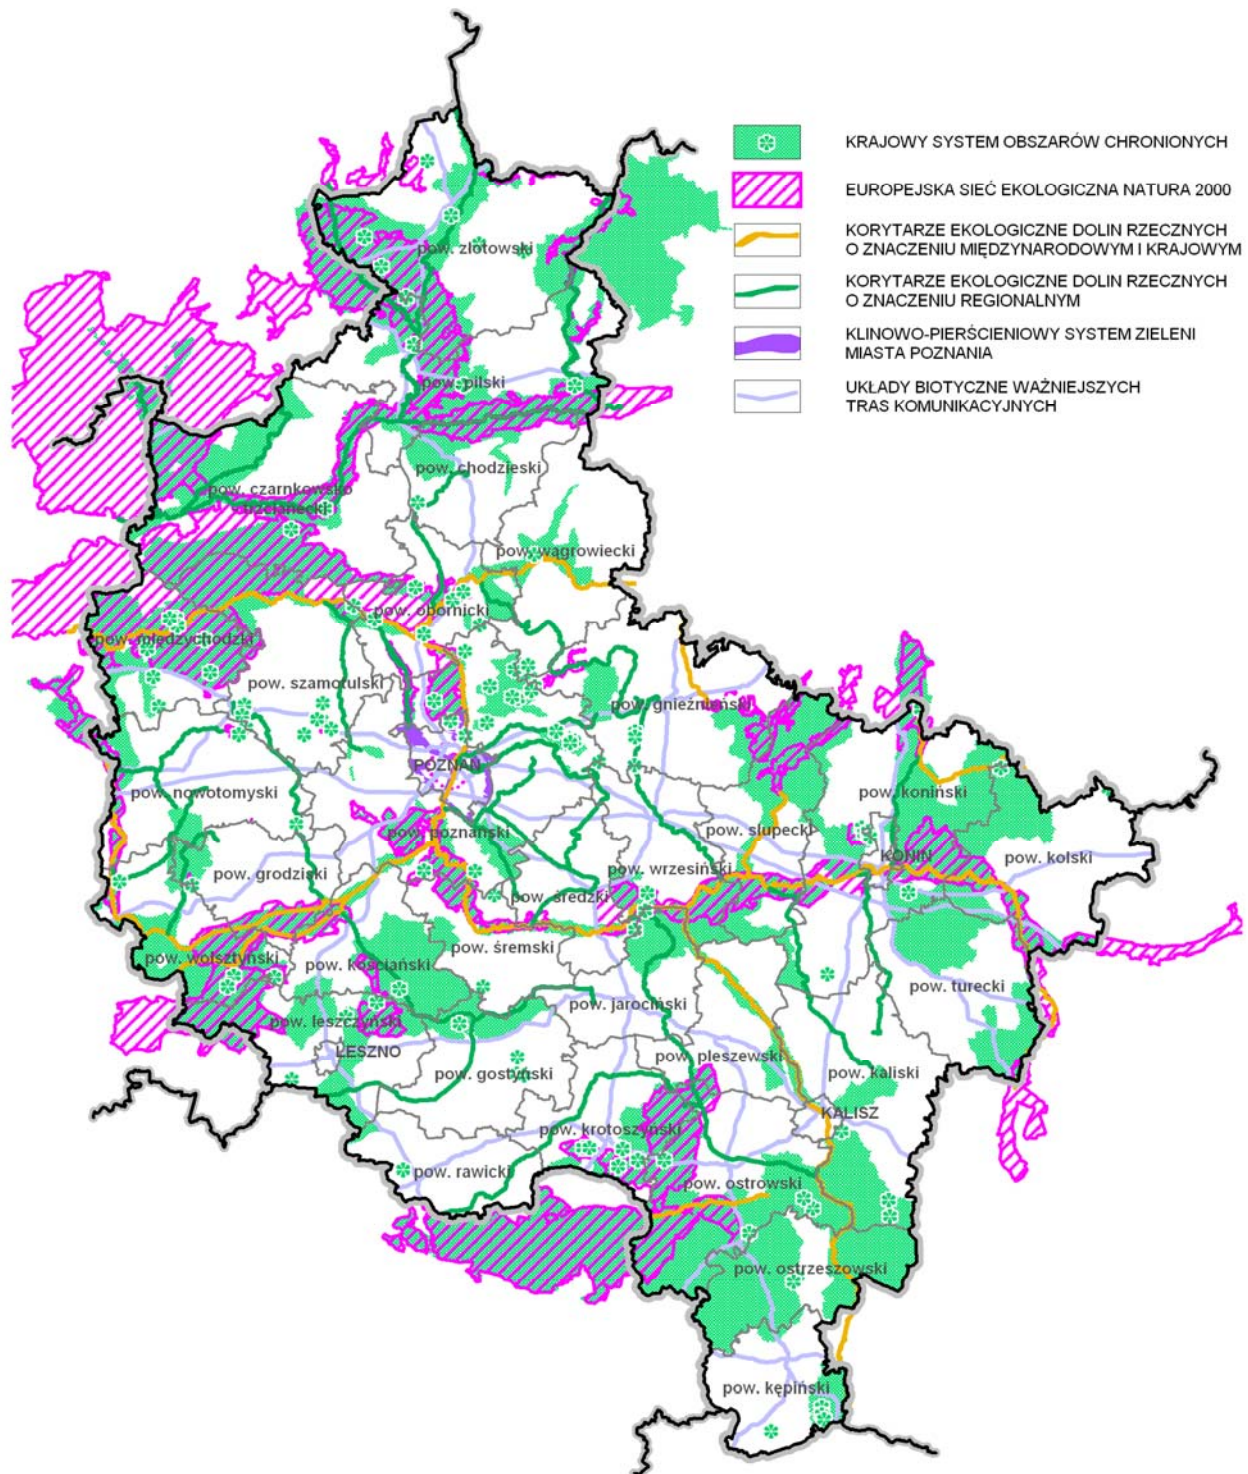 KRAJOWY SYSTEM OBSZARÓW CHRONIONYCH
EUROPEJSKA SIEĆ EKOLOGICZNA NATURA 2000
KORYTARZE EKOLOGICZNE DOLIN RZECZNYCH
O ZNACZENIU MIĘDZYNARODOWYM I KRAJOWYM
KORYTARZE EKOLOGICZNE DOLIN RZECZNYCH
O ZNACZENIU REGIONALNYM
KLINOWO-PIERŚCIENIOWY SYSTEM ZIELENI
MIASTA POZNANIA
UKŁADY BIOTYCZNE WAŻNIEJSZYCH
TRAS KOMUNIKACYJNYCH
pow. złotowski
pow. pilski
pow. chodzieski
pow. czarnkowsko
trzcianecki
pow. wągrowiecki
pow. obornicki
pow. międzychodzki
pow. szamotulski
pow. gnieźnieński
POZNAŃ
pow. nowotomyski
pow. koniński
pow. poznański
pow. słupecki
KONIN
pow. kolski
pow. grodziski
pow. wrzesiński
pow. średzki
pow. śremski
pow. wolsztyński
pow. kościański
pow. turecki
pow. jarociński
pow. leszczyński
LESZNO
pow. pleszewski
pow. gostyński
pow. kaliski
KALISZ
pow. krotoszyński
pow. rawicki
pow. ostrowski
pow. ostrzeszowski
pow. kępiński